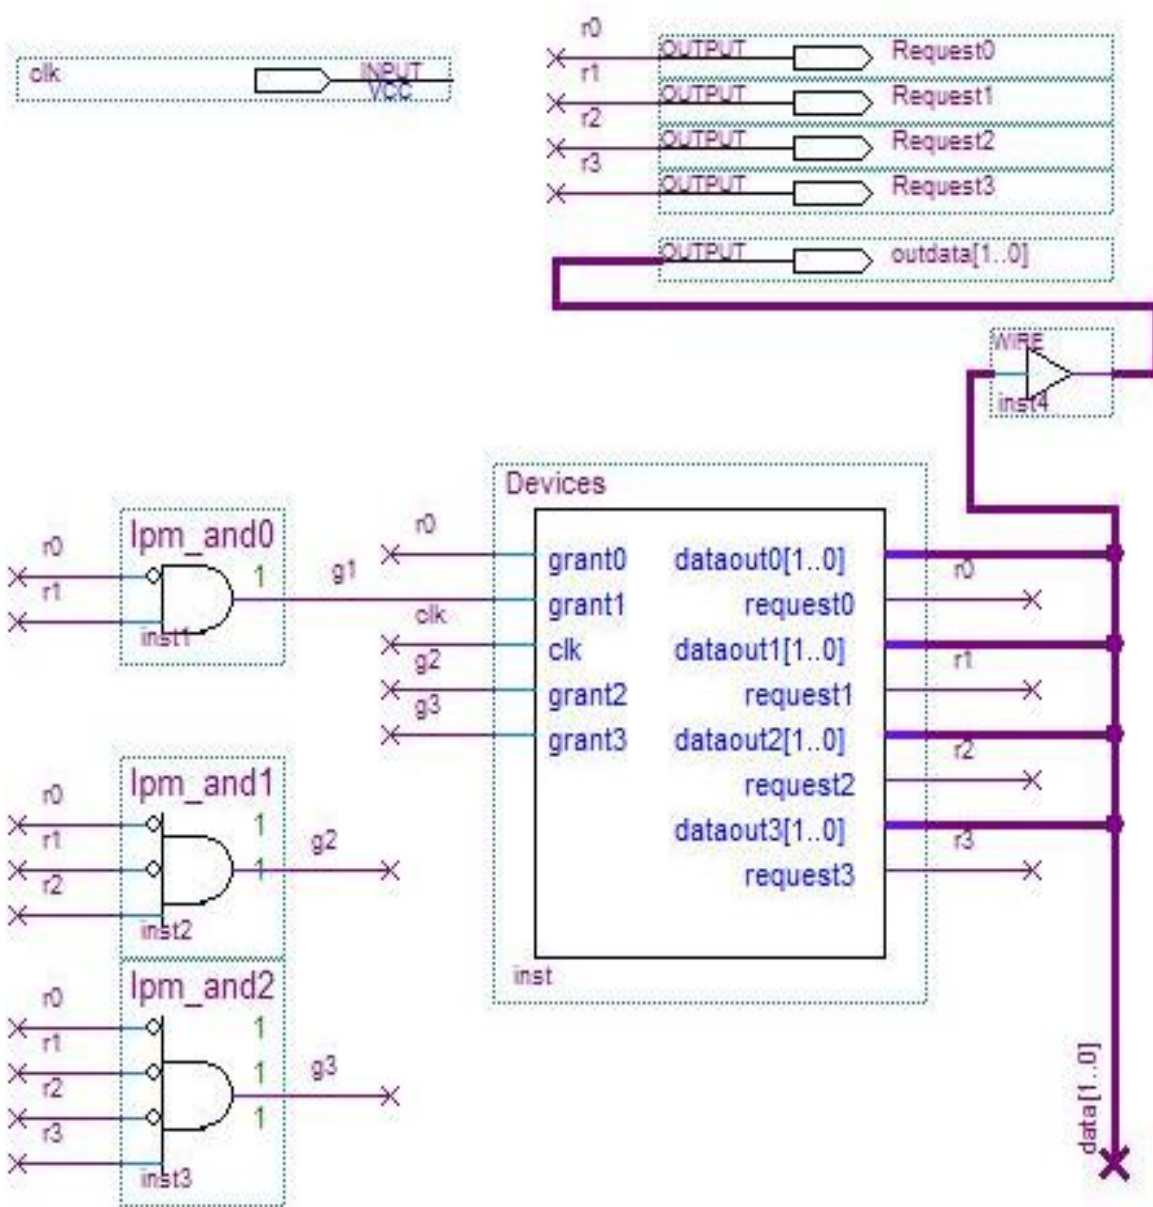 clk
INPUT
VCC
r0
OUTPUT
Request0
r1
OUTPUT
Request1
r2
OUTPUT
Request2
r3
OUTPUT
Request3
OUTPUT
outdata[1..0]
WIRE
inst4
lpm_and0
r0
r1
1
inst1
g1
lpm_and1
r0
r1
r2
1
1
inst2
g2
lpm_and2
r0
r1
r2
r3
1
1
1
inst3
g3
Devices
r0
clk
g2
g3
grant0
grant1
clk
grant2
grant3
dataout0[1..0]
request0
dataout1[1..0]
request1
dataout2[1..0]
request2
dataout3[1..0]
request3
inst
r0
r1
r2
r3
data[1..0]